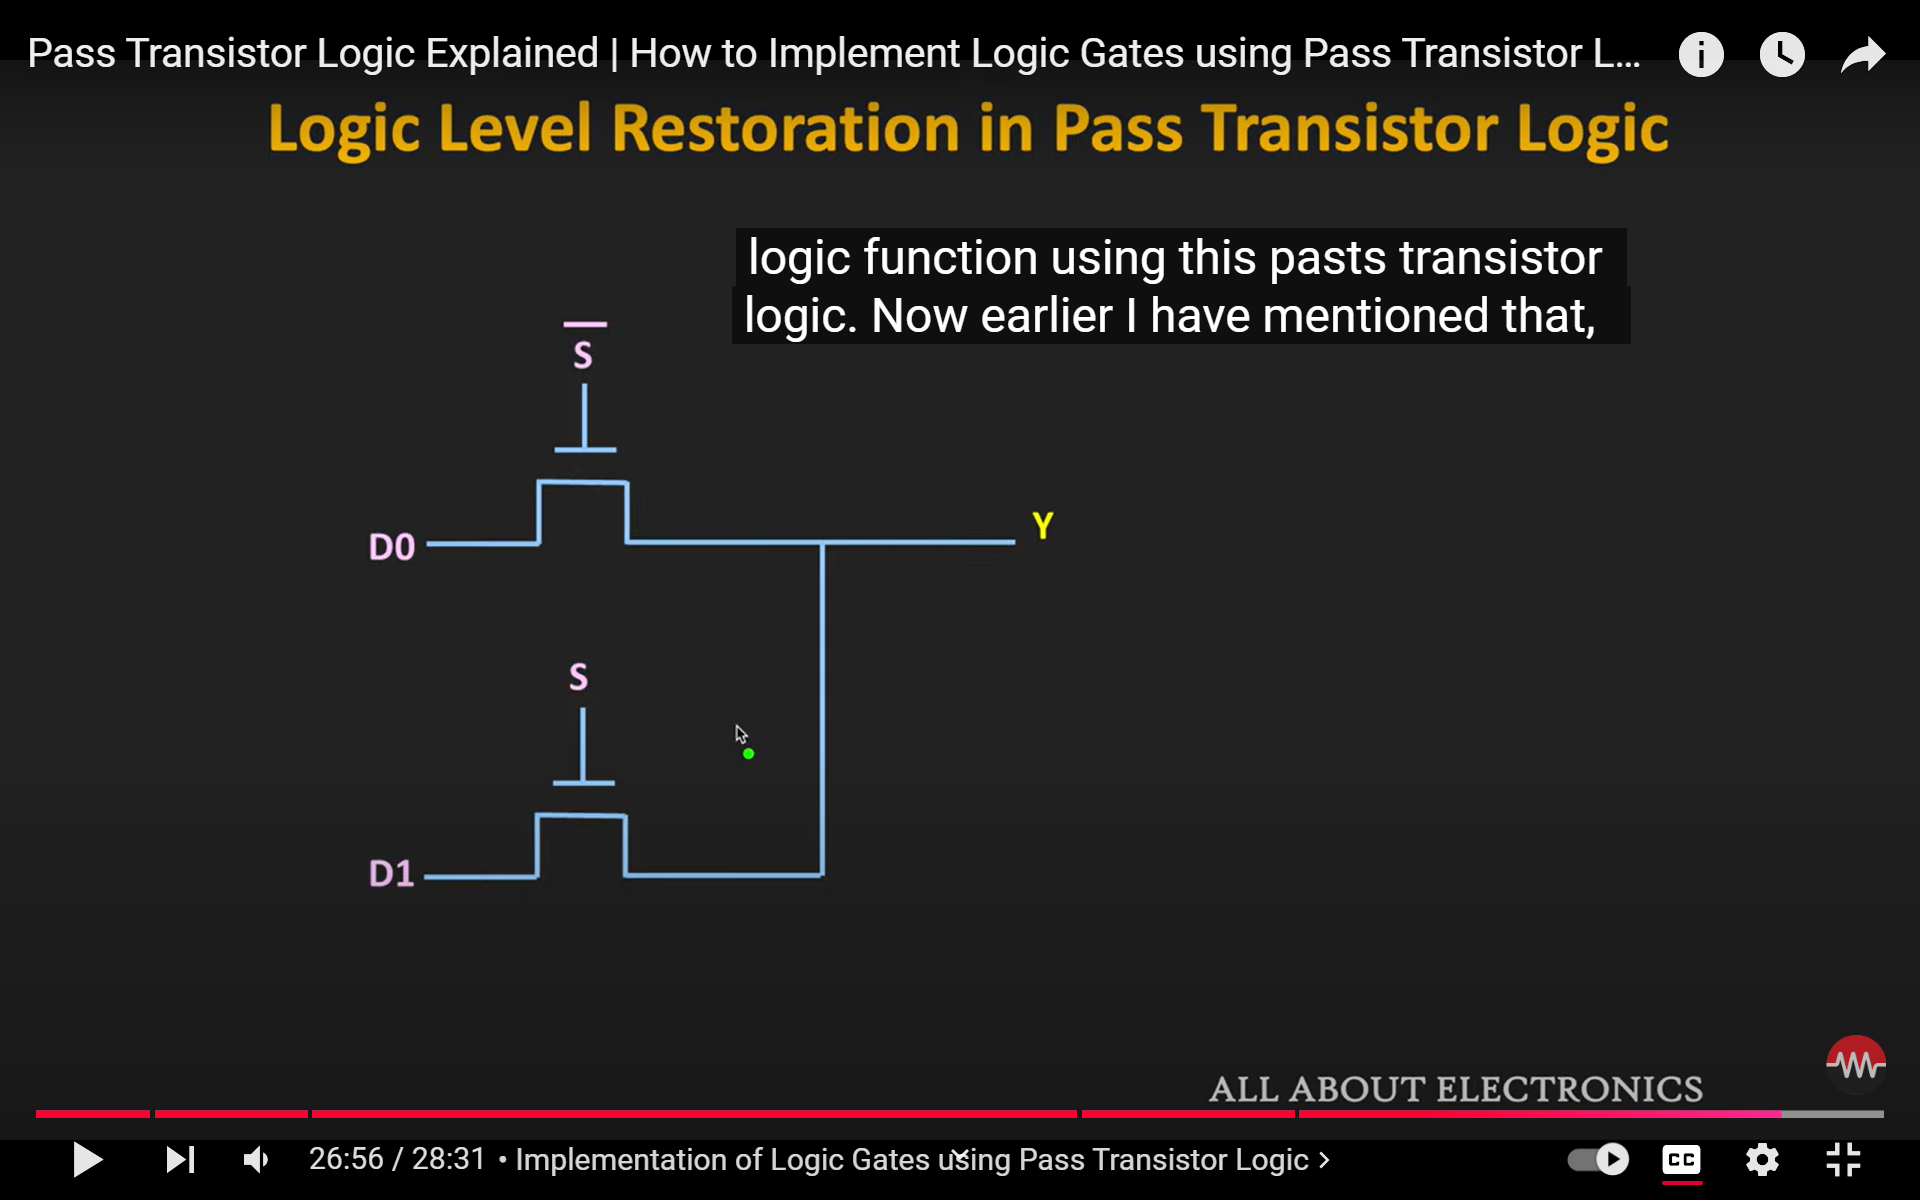 Pass Transistor Logic Explained | How to Implement Logic Gates using Pass Transistor L...
Logic Level Restoration in Pass Transistor Logic
logic function using this pasts transistor
logic. Now earlier I have mentioned that,
S
D0
Y
S
D1
ALL ABOUT ELECTRONICS
26:56 / 28:31 • Implementation of Logic Gates using Pass Transistor Logic
CC